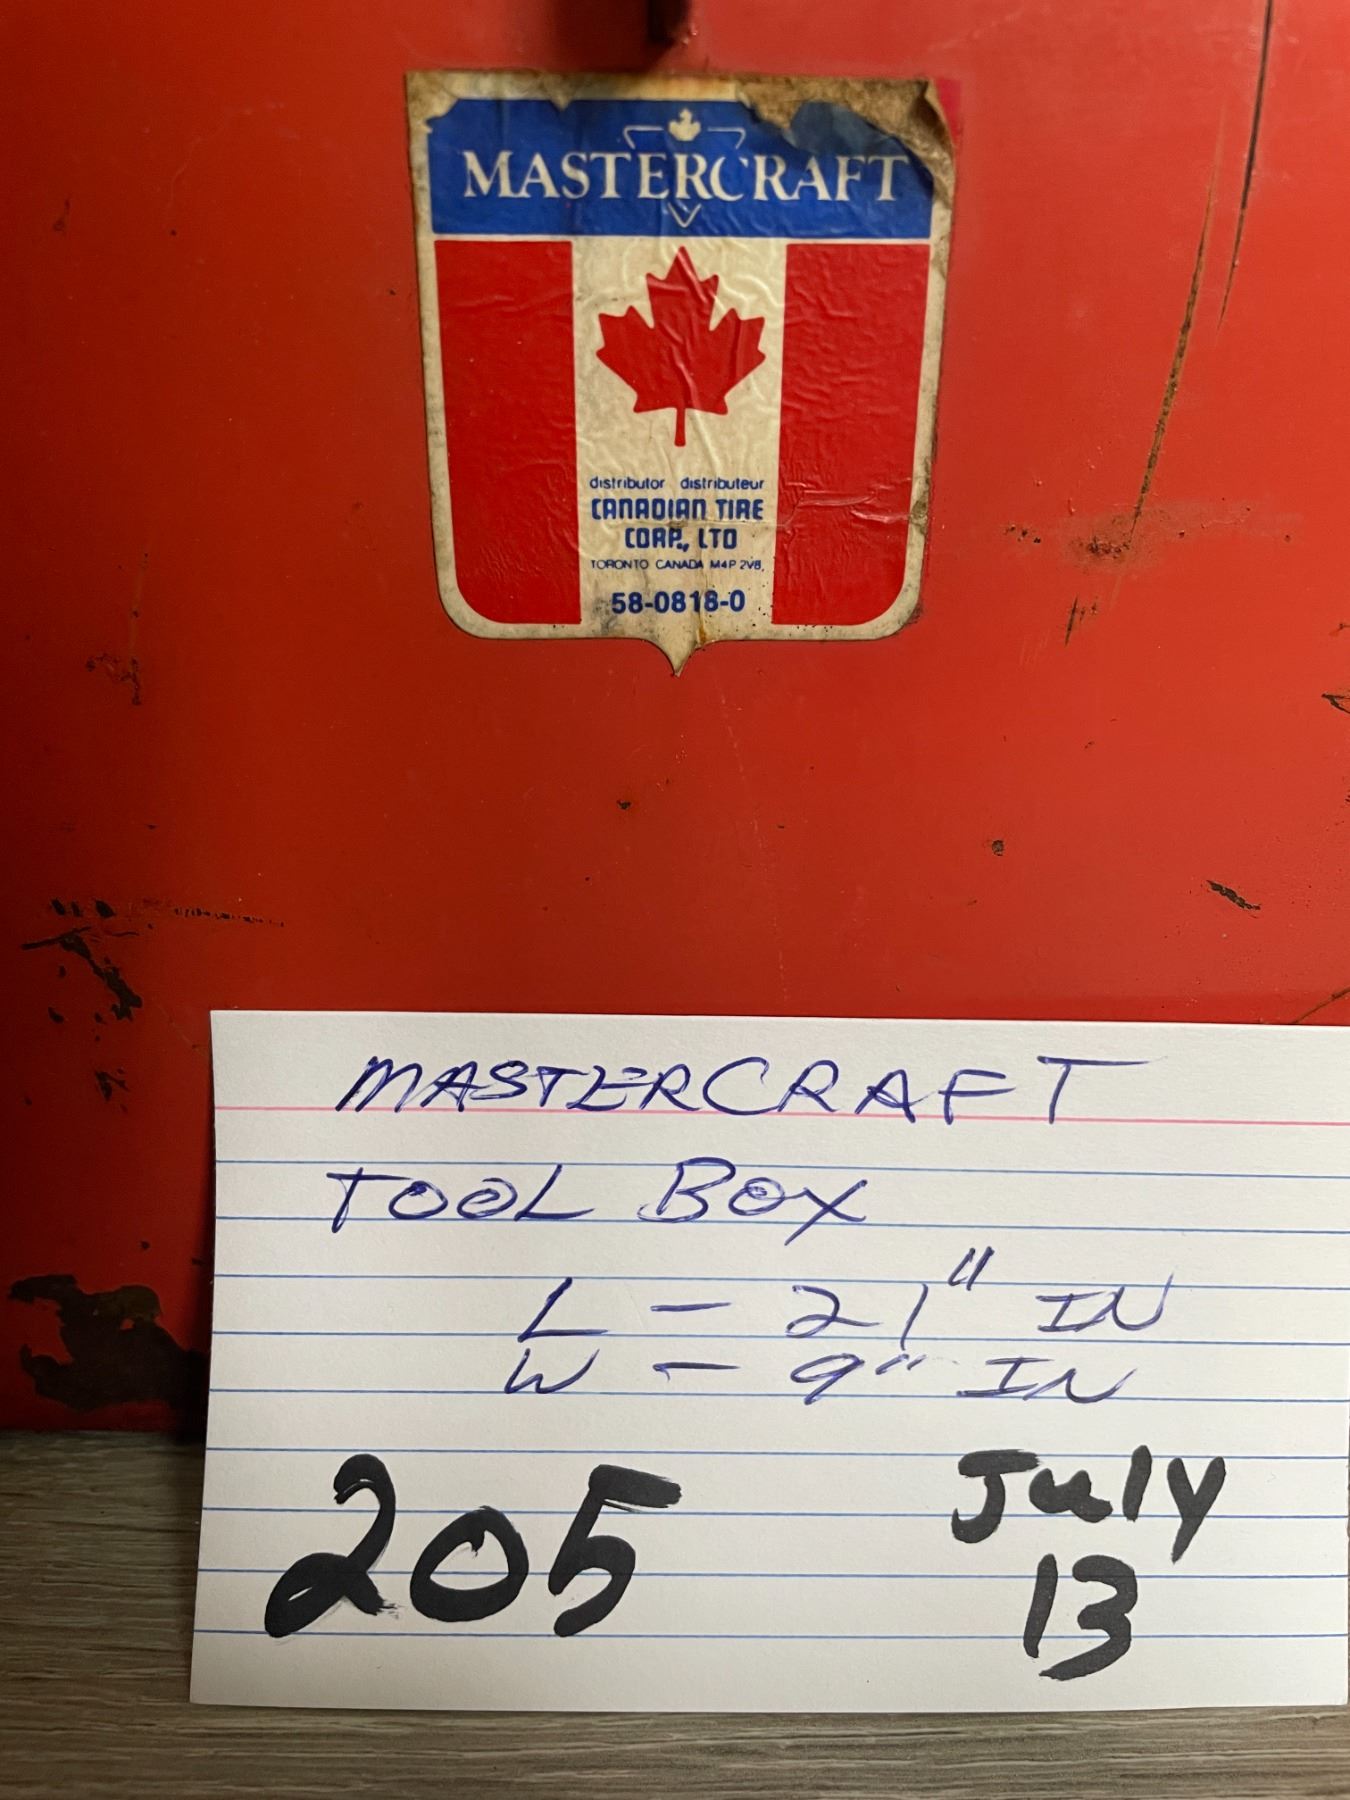 MASTERCRAFT
distributor distributeur
CANADIAN TIRE
CORP., LTD
TORONTO CANADA M4P 2V8,
58-0818-0
MASTERCRAFT
TOOL BOX
L - 21" IN
W - 9" IN
205 July
13